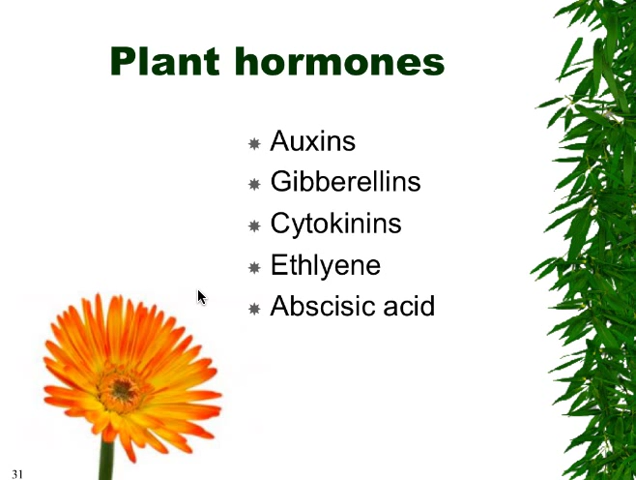 Plant hormones
Auxins
Gibberellins
Cytokinins
Ethlyene
Abscisic acid
31